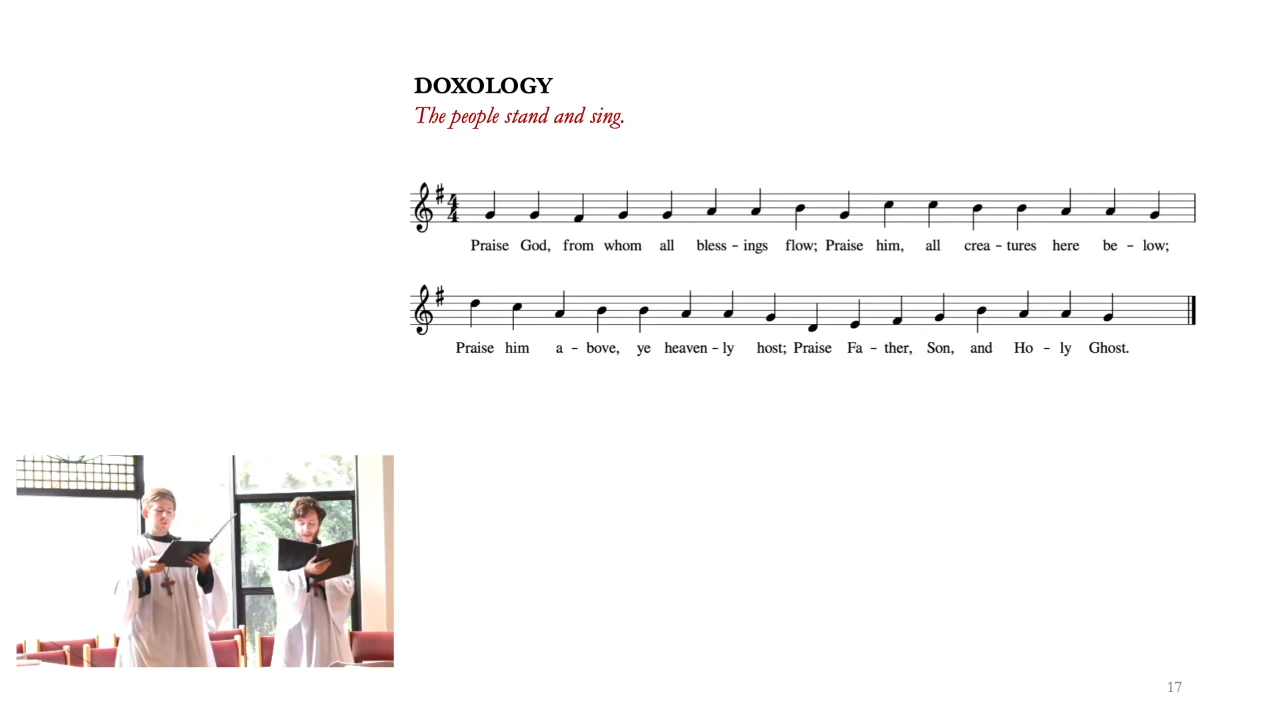 DOXOLOGY
The people stand and sing.
Praise God, from whom all bless – ings flow; Praise him, all crea – tures here be – low;
Praise him a – bove, ye heaven – ly host; Praise Fa – ther, Son, and Ho – ly Ghost.
17